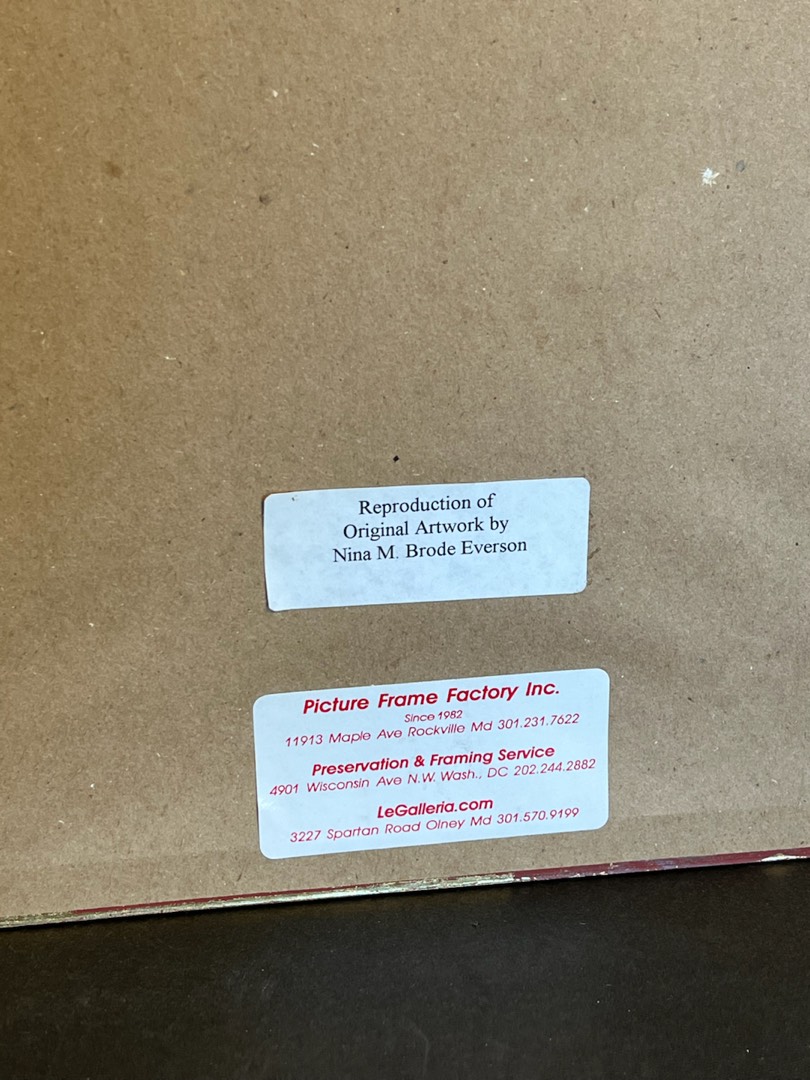 Reproduction of
Original Artwork by
Nina M. Brode Everson
Picture Frame Factory Inc.
Since 1982
11913 Maple Ave Rockville Md 301.231.7622
Preservation & Framing Service
4901 Wisconsin Ave N.W. Wash., DC 202.244.2882
LeGalleria.com
3227 Spartan Road Olney Md 301.570.9199